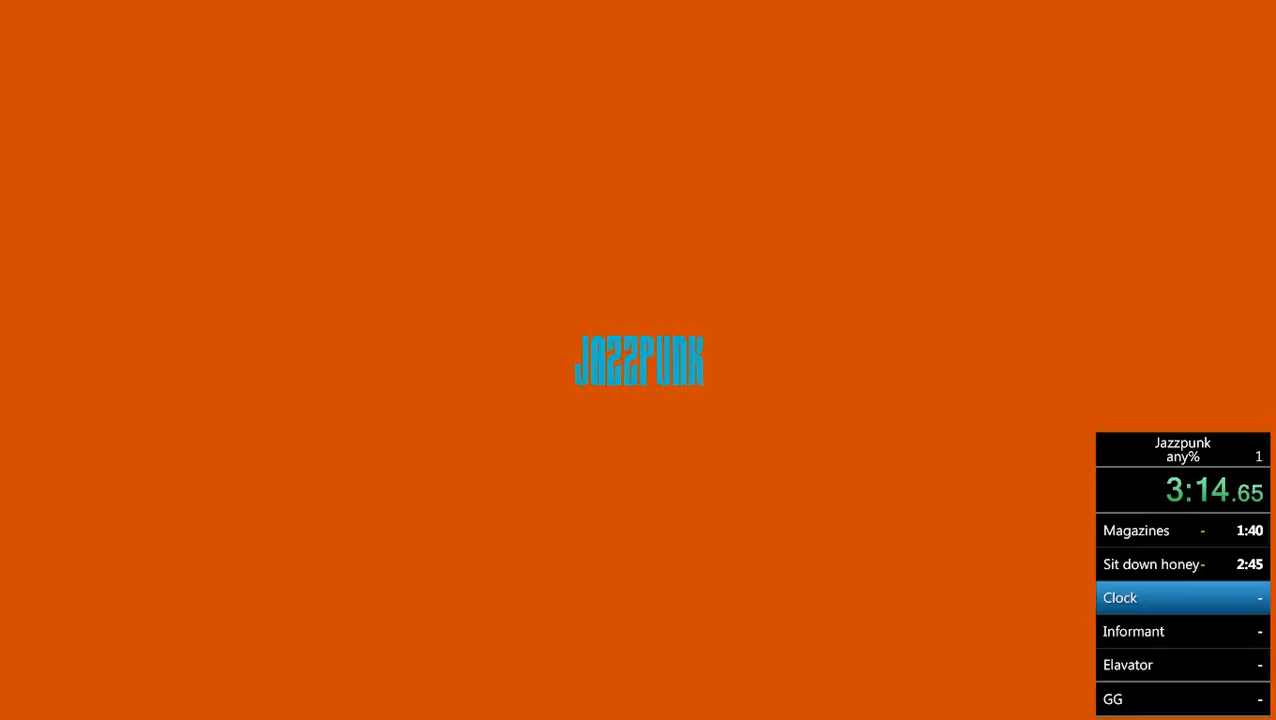 JAZZPUNK
Jazzpunk
any% 1
3:14.65
Magazines - 1:40
Sit down honey- 2:45
Clock -
Informant -
Elavator -
GG -